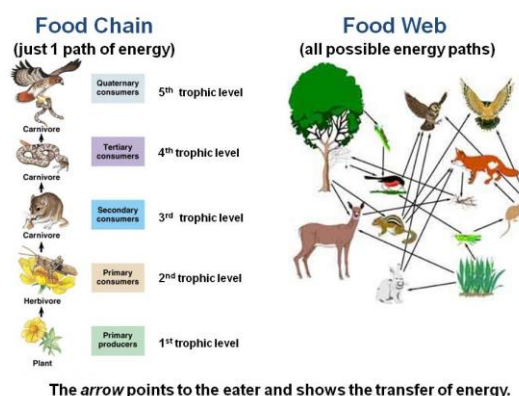 Food Chain
(just 1 path of energy)
Quaternary
consumers
5th trophic level
Carnivore
Tertiary
consumers
4th trophic level
Carnivore
Secondary
consumers
3rd trophic level
Carnivore
Primary
consumers
2nd trophic level
Herbivore
Primary
producers
1st trophic level
Plant
Food Web
(all possible energy paths)
The arrow points to the eater and shows the transfer of energy.